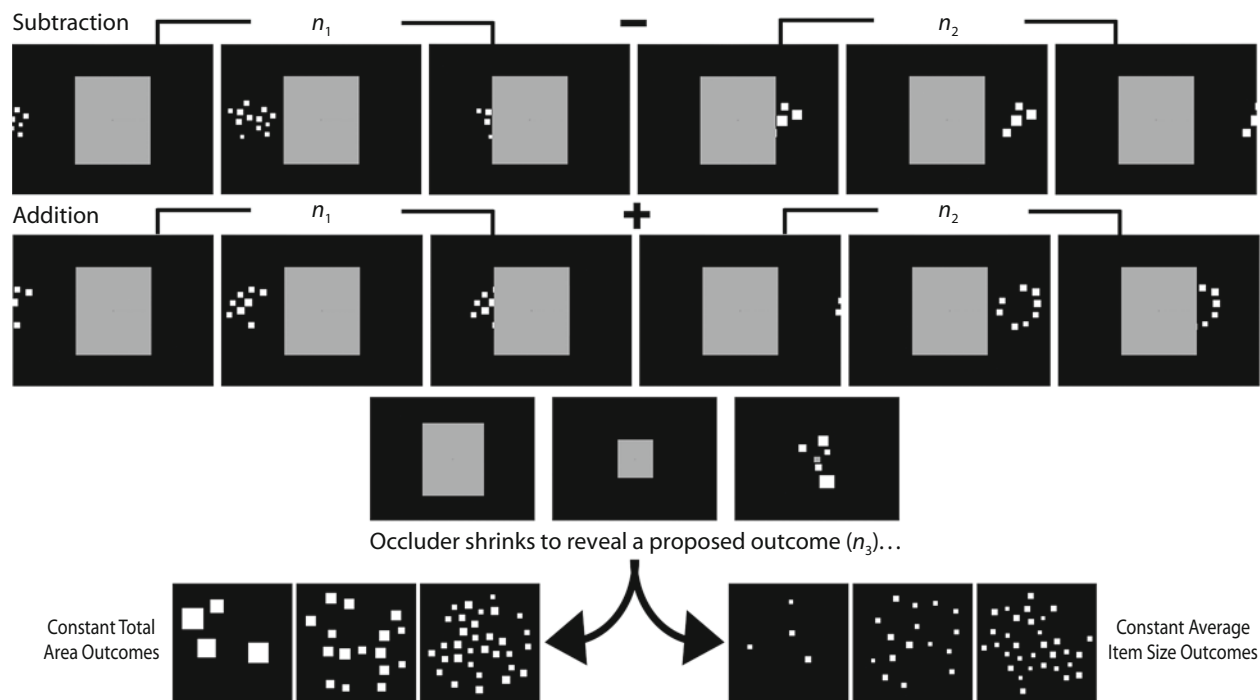 Subtraction n₁ − n₂
Addition n₁ + n₂
Occluder shrinks to reveal a proposed outcome (n₃)…
Constant Total
Area Outcomes
Constant Average
Item Size Outcomes